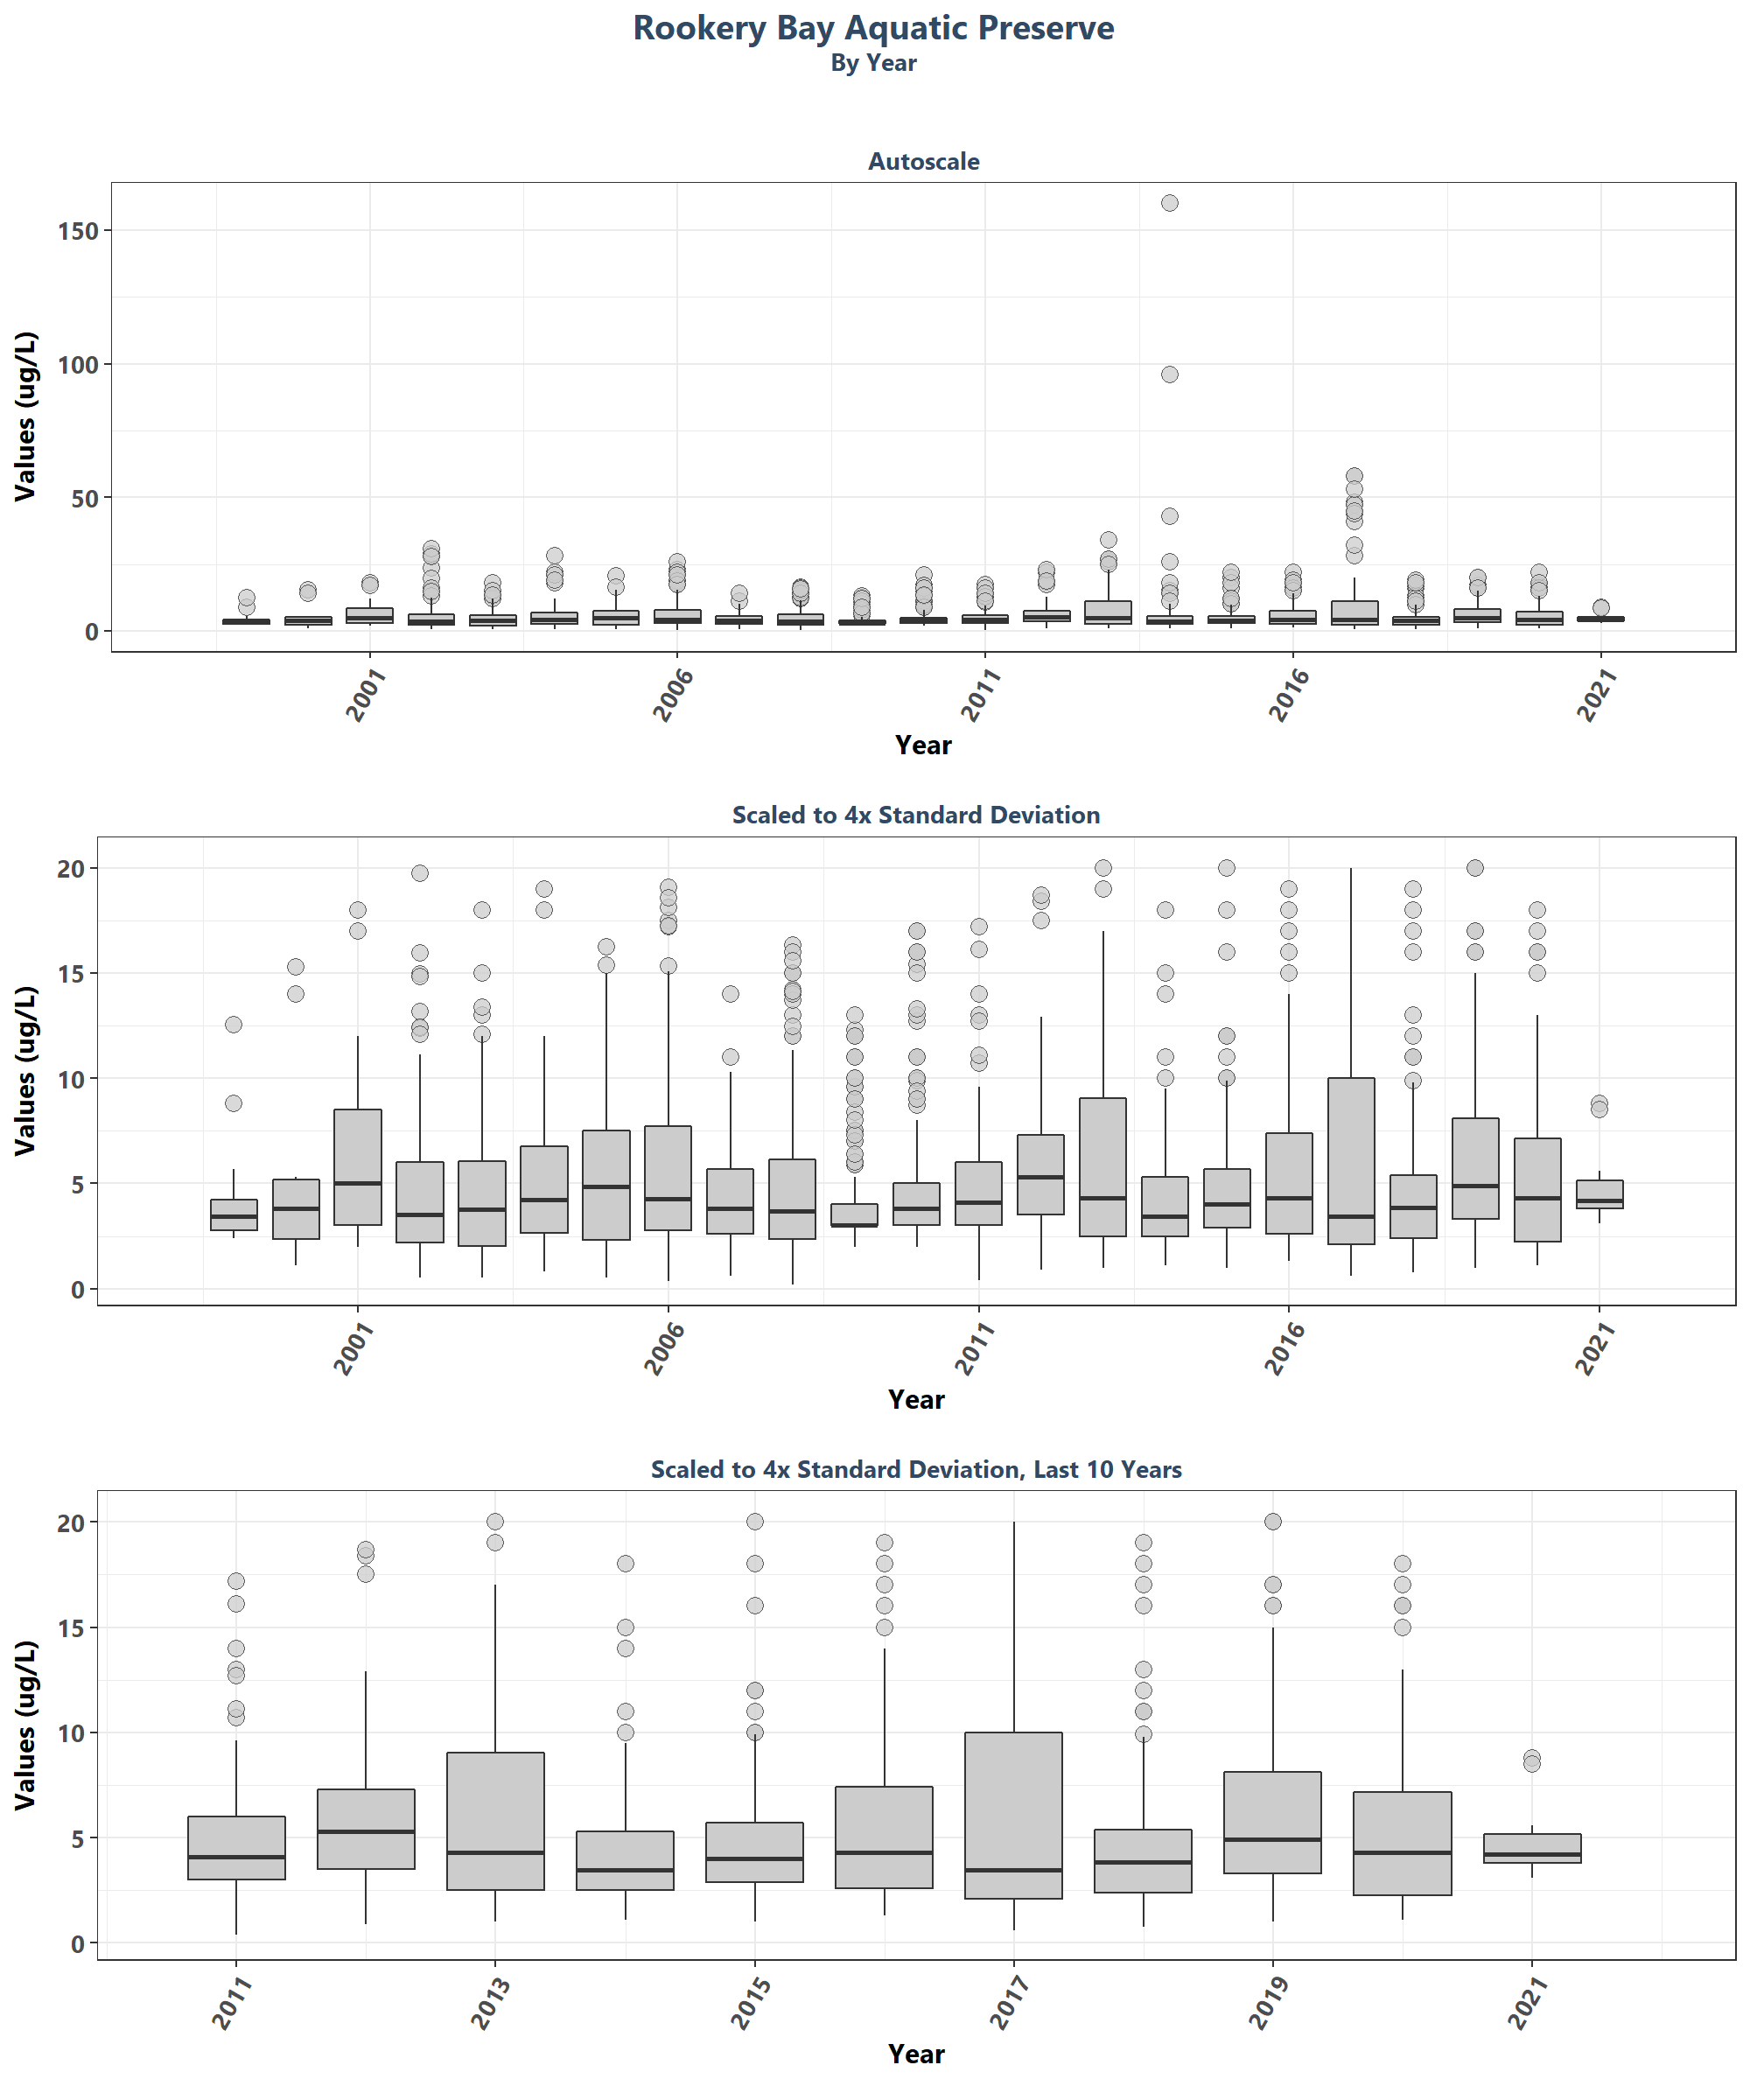 Rookery Bay Aquatic Preserve
By Year
Autoscale
Values (ug/L)
150
100
50
0
2001 2006 2011 2016 2021
Year
Scaled to 4x Standard Deviation
Values (ug/L)
20
15
10
5
0
2001 2006 2011 2016 2021
Year
Scaled to 4x Standard Deviation, Last 10 Years
Values (ug/L)
20
15
10
5
0
2011 2013 2015 2017 2019 2021
Year